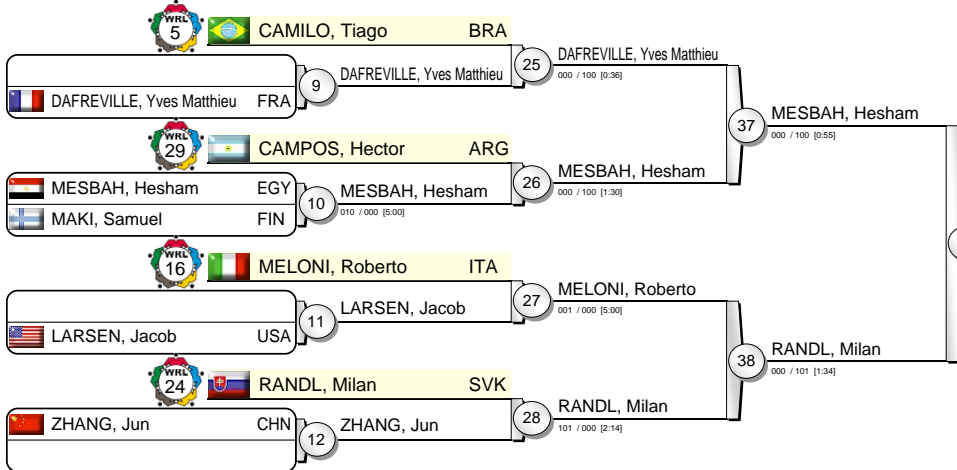 WRL
5
CAMILO, Tiago BRA
25
DAFREVILLE, Yves Matthieu
000 / 100 [0:36]
9
DAFREVILLE, Yves Matthieu
DAFREVILLE, Yves Matthieu FRA
37
MESBAH, Hesham
000 / 100 [0:55]
WRL
29
CAMPOS, Hector ARG
26
MESBAH, Hesham
000 / 100 [1:30]
MESBAH, Hesham EGY
10
MESBAH, Hesham
010 / 000 [5:00]
MAKI, Samuel FIN
WRL
16
MELONI, Roberto ITA
27
MELONI, Roberto
001 / 000 [5:00]
11
LARSEN, Jacob
LARSEN, Jacob USA
38
RANDL, Milan
000 / 101 [1:34]
WRL
24
RANDL, Milan SVK
28
RANDL, Milan
101 / 000 [2:14]
ZHANG, Jun CHN
12
ZHANG, Jun